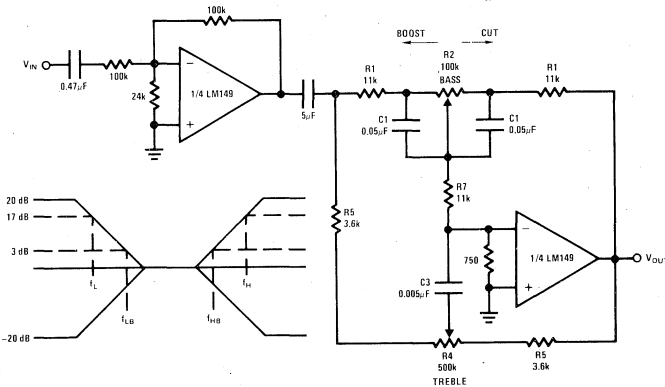 100k
BOOST
CUT
V_IN
0.47µF
100k
24k
−
+
1/4 LM149
5µF
R1
11k
R2
100k
BASS
R1
11k
C1
0.05µF
C1
0.05µF
R7
11k
R5
3.6k
750
−
+
1/4 LM149
V_OUT
C3
0.005µF
R4
500k
TREBLE
R5
3.6k
20 dB
17 dB
3 dB
−20 dB
f_L
f_LB
f_HB
f_H